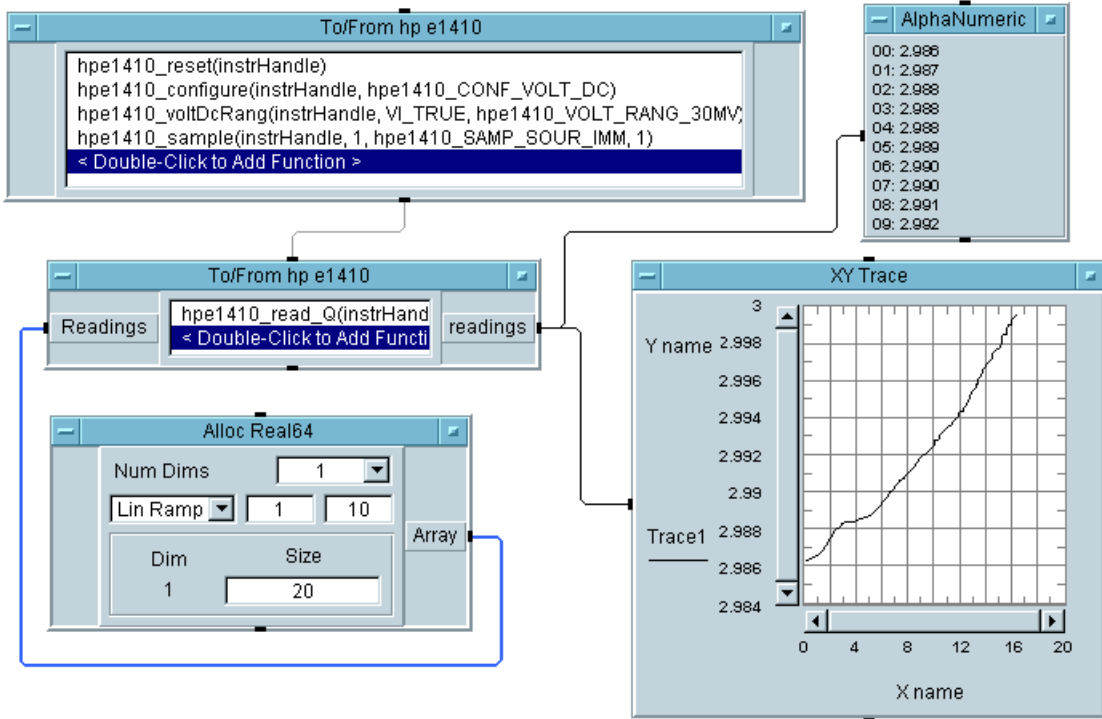 To/From hp e1410
hpe1410_reset(instrHandle)
hpe1410_configure(instrHandle, hpe1410_CONF_VOLT_DC)
hpe1410_voltDcRang(instrHandle, VI_TRUE, hpe1410_VOLT_RANG_30MV)
hpe1410_sample(instrHandle, 1, hpe1410_SAMP_SOUR_IMM, 1)
< Double-Click to Add Function >
AlphaNumeric
00: 2.986
01: 2.987
02: 2.988
03: 2.988
04: 2.988
05: 2.989
06: 2.990
07: 2.990
08: 2.991
09: 2.992
To/From hp e1410
Readings
hpe1410_read_Q(instrHand
< Double-Click to Add Functi
readings
Alloc Real64
Num Dims 1
Lin Ramp 1 10
Array
Dim Size
1 20
XY Trace
Y name
3
2.998
2.996
2.994
2.992
2.99
2.988
2.986
2.984
Trace1
0 4 8 12 16 20
X name